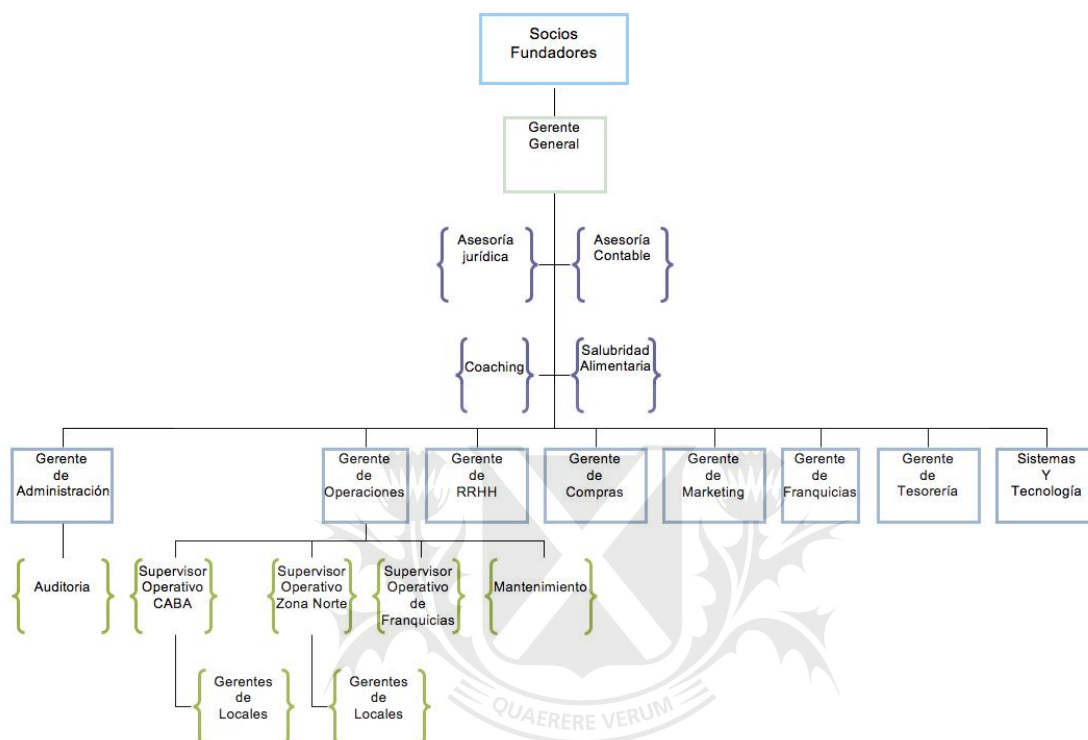 Socios
Fundadores
Gerente
General
Asesoría
jurídica
Asesoría
Contable
Coaching
Salubridad
Alimentaria
Gerente
de
Administración
Gerente
de
Operaciones
Gerente
de
RRHH
Gerente
de
Compras
Gerente
de
Marketing
Gerente
de
Franquicias
Gerente
de
Tesorería
Sistemas
Y
Tecnología
Auditoria
Supervisor
Operativo
CABA
Supervisor
Operativo
Zona Norte
Supervisor
Operativo
de
Franquicias
Mantenimiento
Gerentes
de
Locales
Gerentes
de
Locales
QUAERERE VERUM